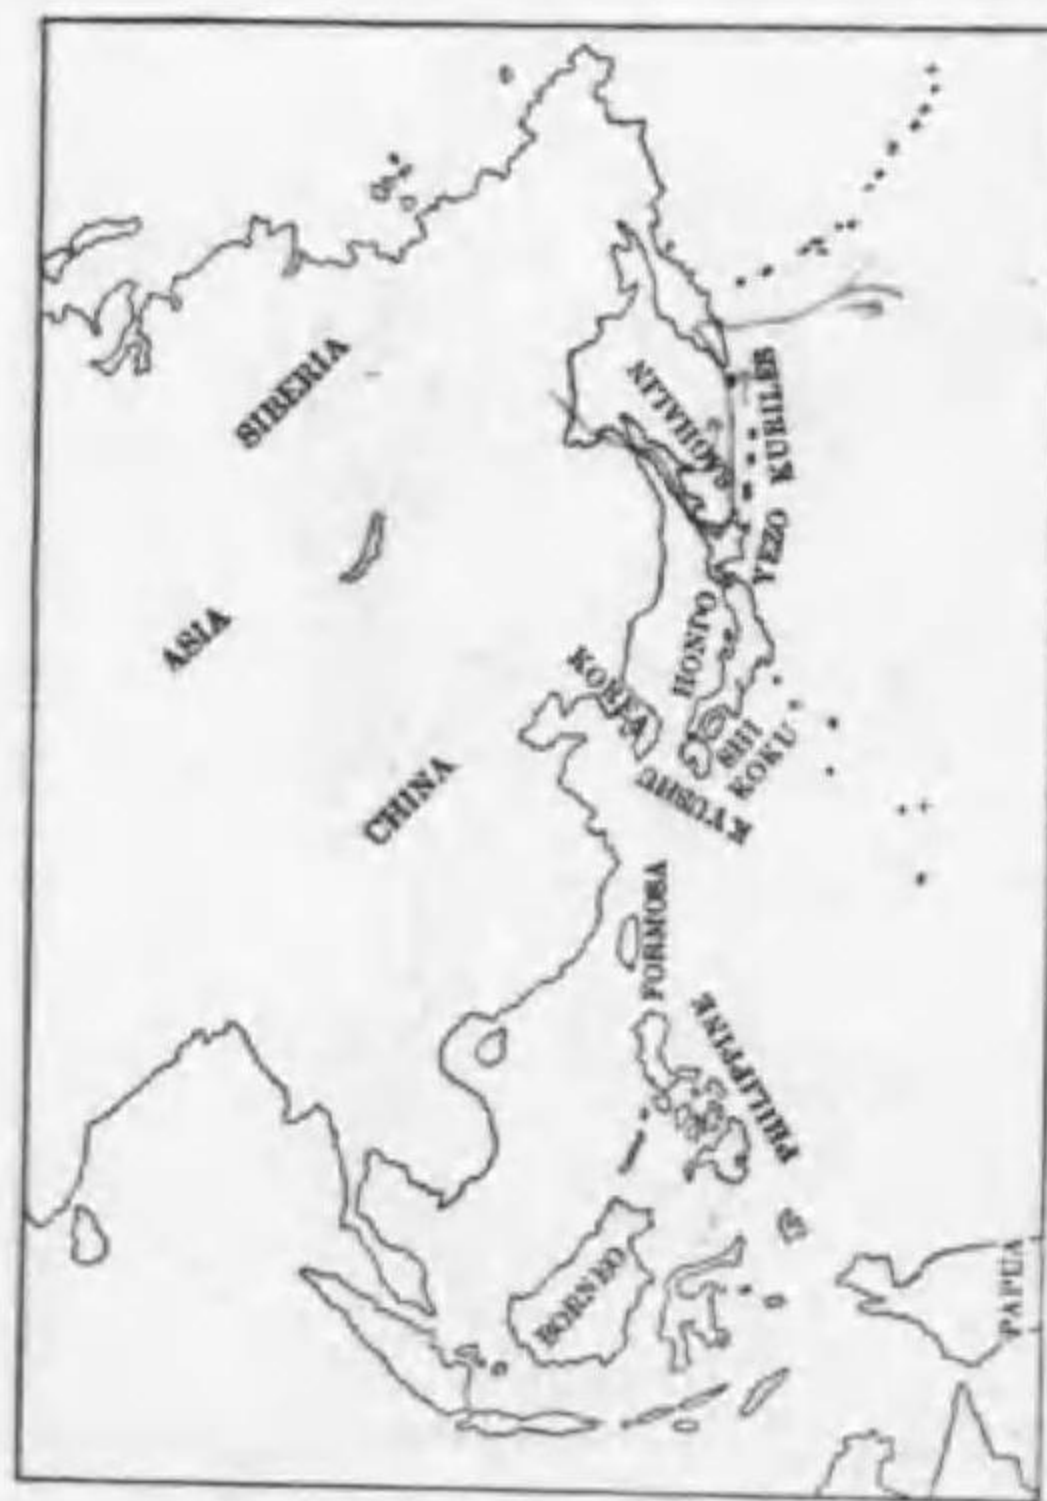 SIBERIA
SAGHALIN
KURILES
YEZO
ASIA
HONDO
KOREA
SHI
KOKU
CHINA
KYUSHU
FORMOSA
PHILIPPINE
BORNEO
PAPUA